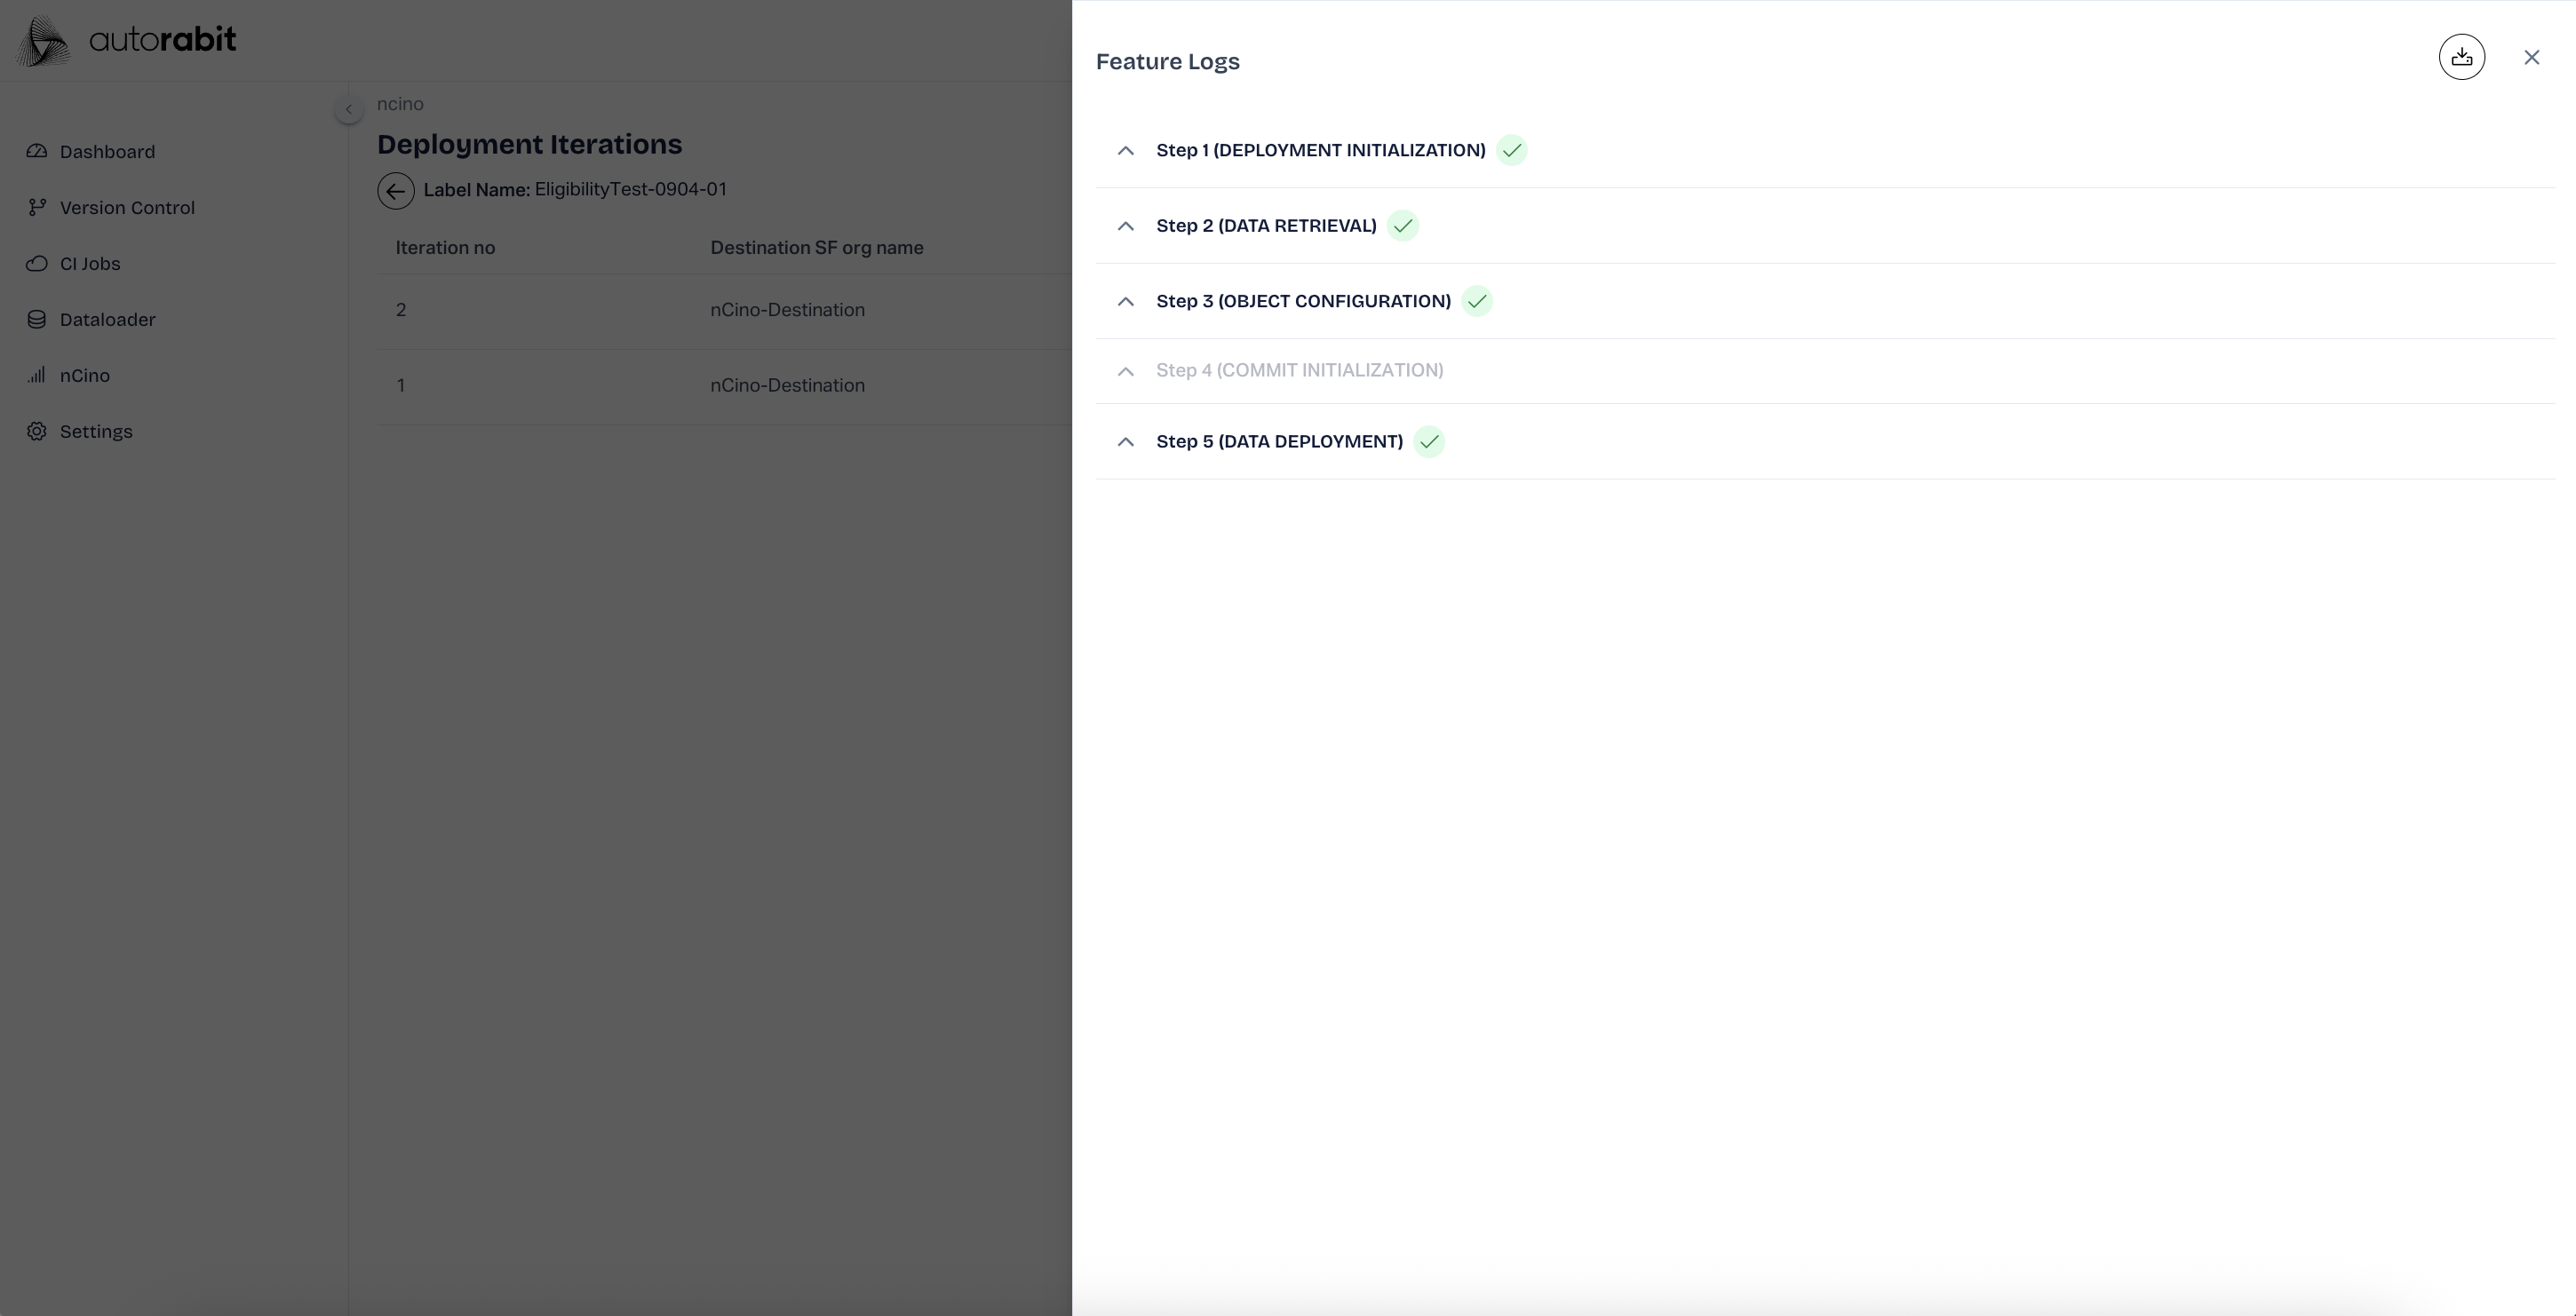 autorabit
Dashboard
Version Control
CI Jobs
Dataloader
nCino
Settings
ncino
Deployment Iterations
Label Name: EligibilityTest-0904-01
Iteration no Destination SF org name
2 nCino-Destination
1 nCino-Destination
Feature Logs
Step 1 (DEPLOYMENT INITIALIZATION)
Step 2 (DATA RETRIEVAL)
Step 3 (OBJECT CONFIGURATION)
Step 4 (COMMIT INITIALIZATION)
Step 5 (DATA DEPLOYMENT)